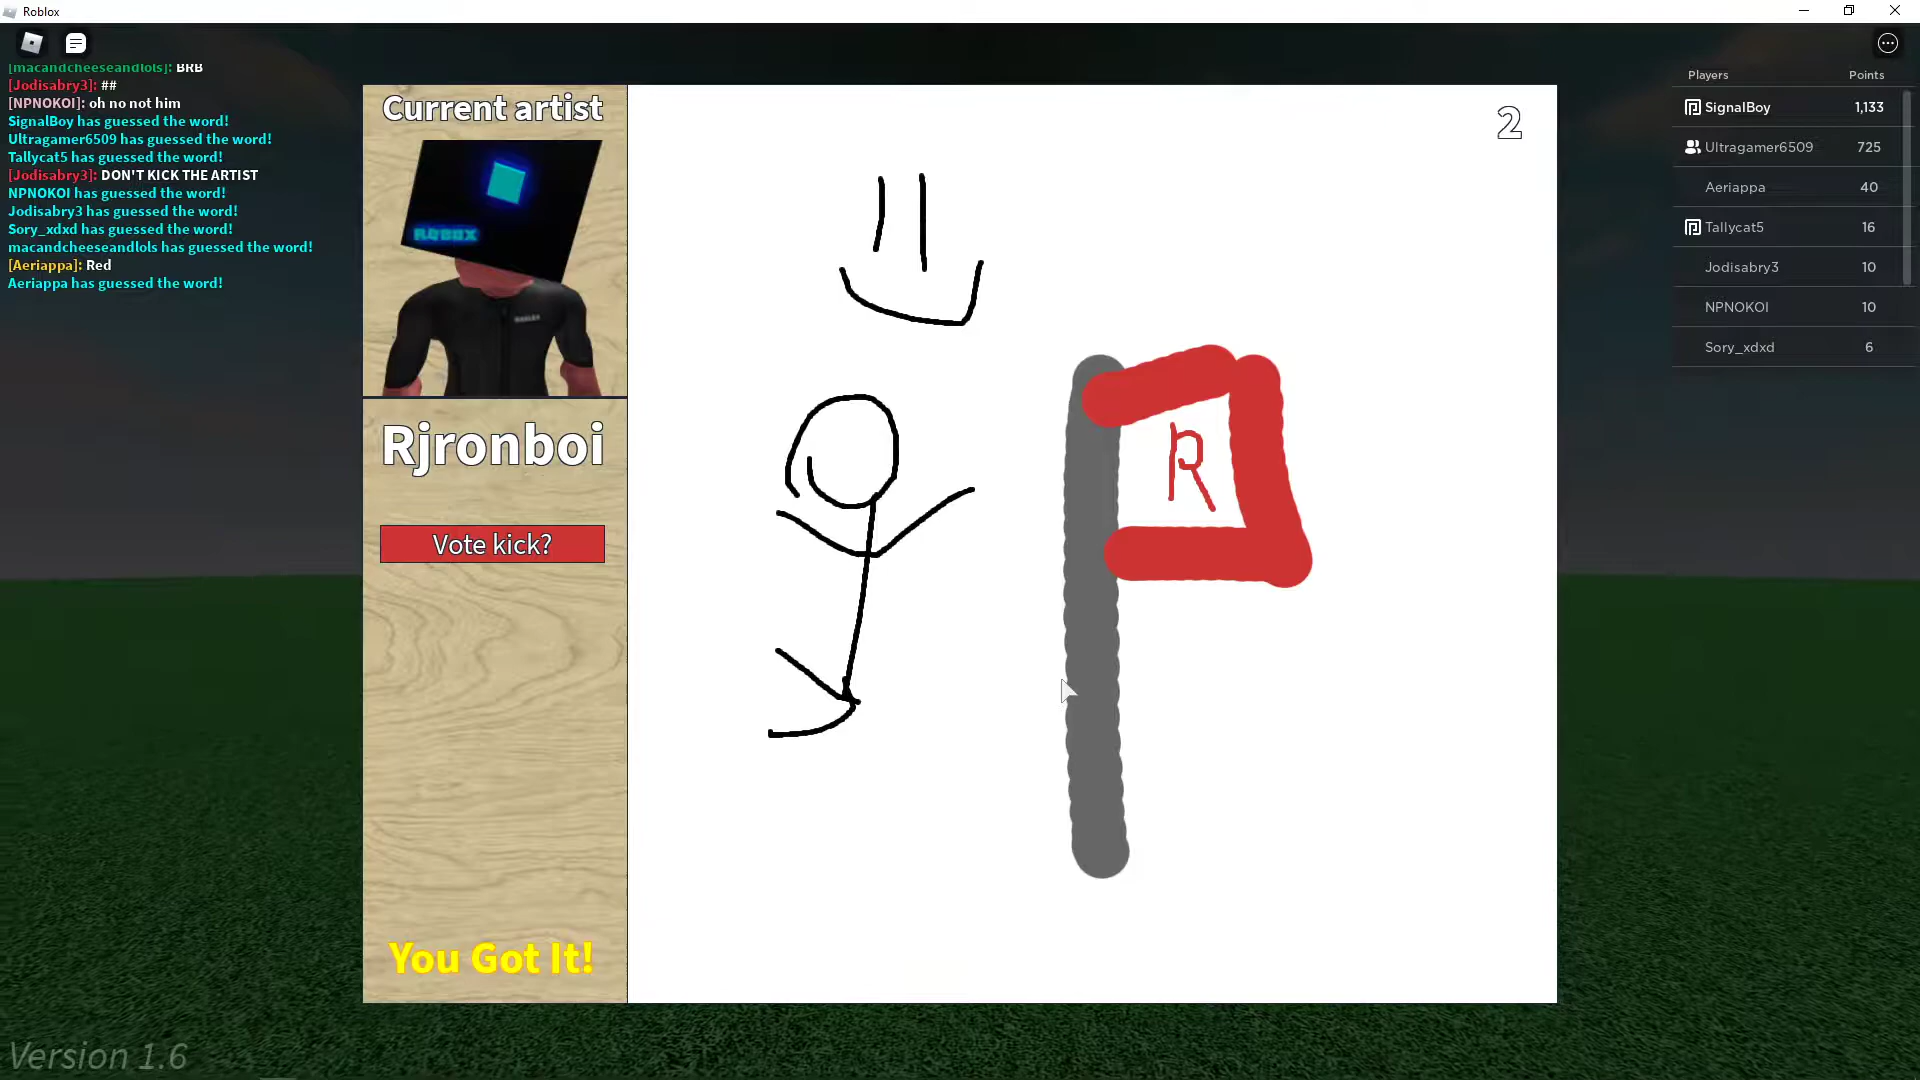 Roblox
[macandcheeseandlols]: BRB
[Jodisabry3]: ##
[NPNOKOI]: oh no not him
SignalBoy has guessed the word!
Ultragamer6509 has guessed the word!
Tallycat5 has guessed the word!
[Jodisabry3]: DON'T KICK THE ARTIST
NPNOKOI has guessed the word!
Jodisabry3 has guessed the word!
Sory_xdxd has guessed the word!
macandcheeseandlols has guessed the word!
[Aeriappa]: Red
Aeriappa has guessed the word!
Current artist
ROBOX
Rjronboi
Vote kick?
You Got It!
2
R
Players Points
SignalBoy 1,133
Ultragamer6509 725
Aeriappa 40
Tallycat5 16
Jodisabry3 10
NPNOKOI 10
Sory_xdxd 6
Version 1.6